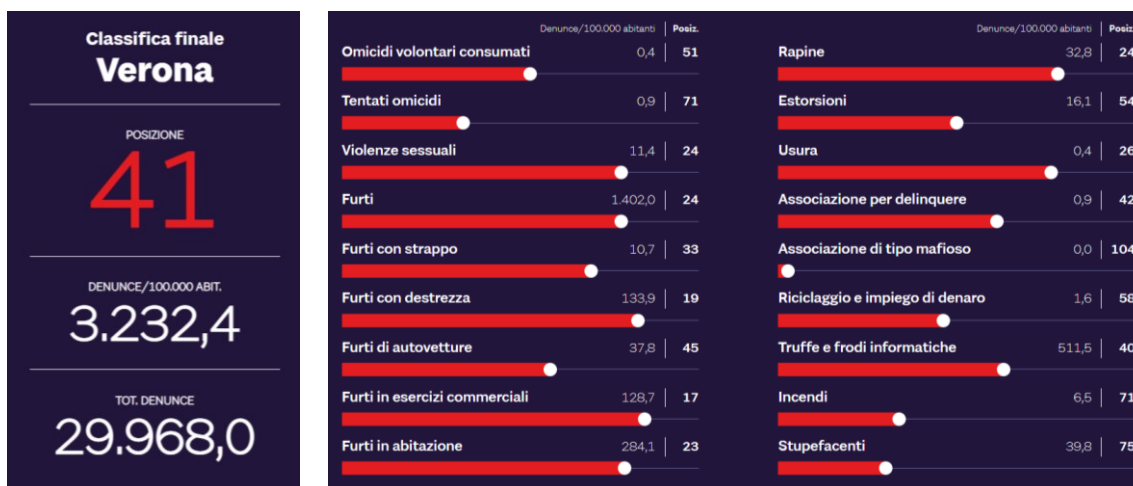 Classifica finale
Verona
POSIZIONE
41
DENUNCE/100.000 ABIT.
3.232,4
TOT. DENUNCE
29.968,0
Denunce/100.000 abitanti Posiz.
Omicidi volontari consumati 0,4 51
Tentati omicidi 0,9 71
Violenze sessuali 11,4 24
Furti 1.402,0 24
Furti con strappo 10,7 33
Furti con destrezza 133,9 19
Furti di autovetture 37,8 45
Furti in esercizi commerciali 128,7 17
Furti in abitazione 284,1 23
Denunce/100.000 abitanti Posiz
Rapine 32,8 24
Estorsioni 16,1 54
Usura 0,4 26
Associazione per delinquere 0,9 42
Associazione di tipo mafioso 0,0 104
Riciclaggio e impiego di denaro 1,6 58
Truffe e frodi informatiche 511,5 40
Incendi 6,5 71
Stupefacenti 39,8 75